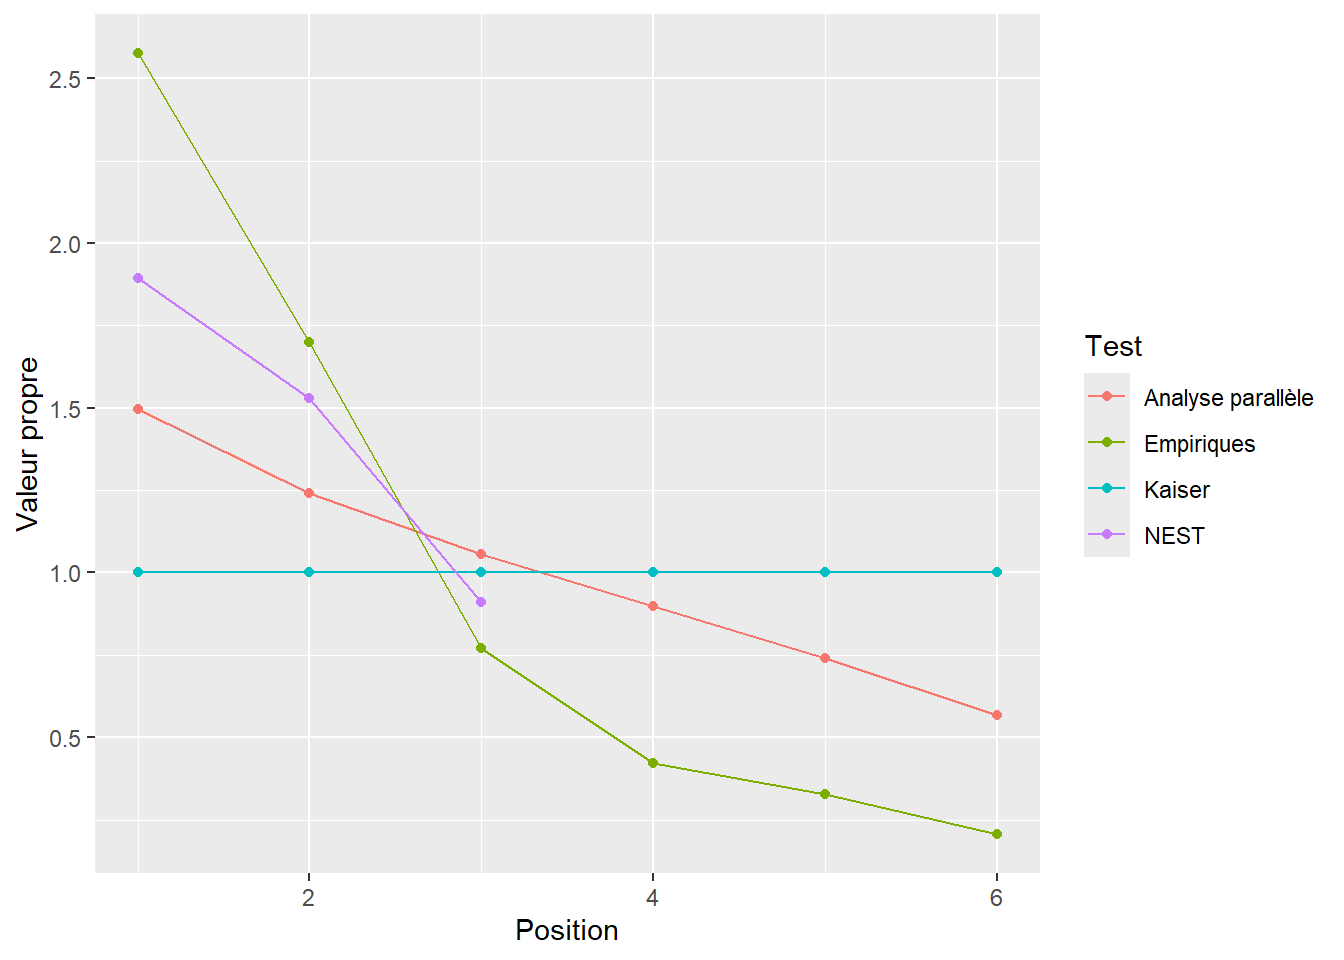 Valeur propre
2.5
2.0
1.5
1.0
0.5
2
4
6
Position
Test
Analyse parallèle
Empiriques
Kaiser
NEST